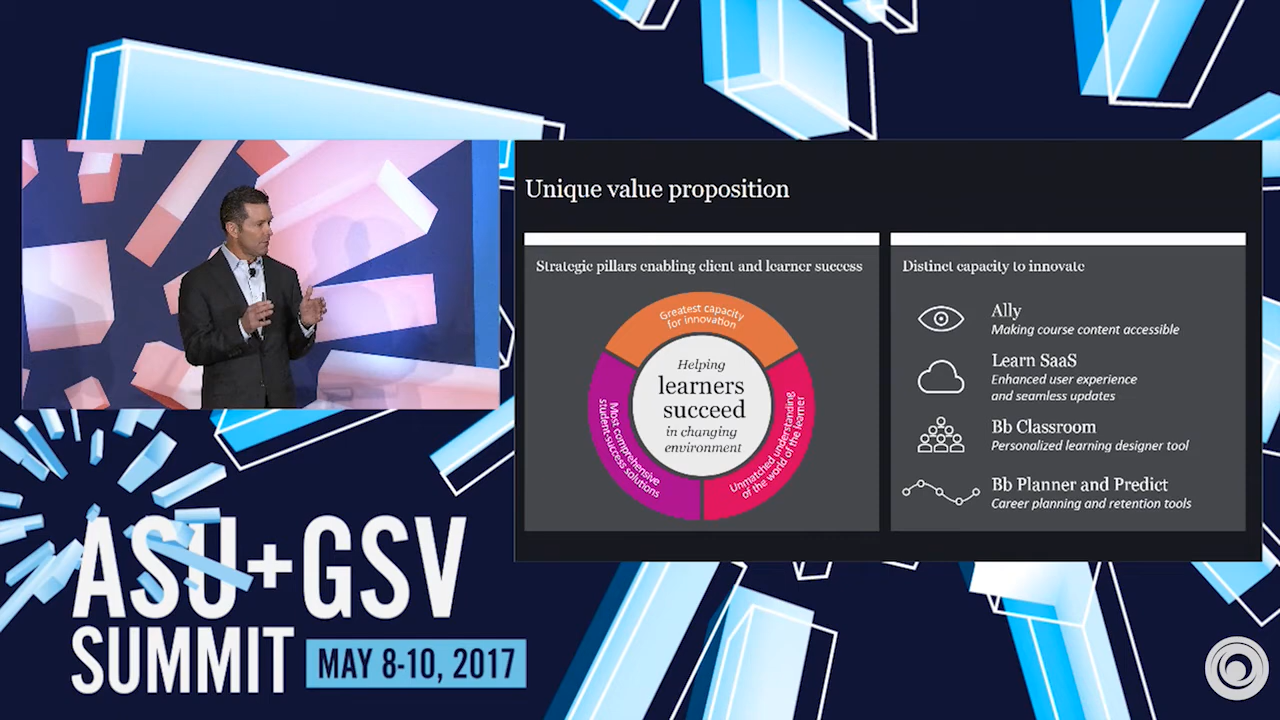 Unique value proposition
Strategic pillars enabling client and learner success
Greatest capacity
for innovation
Most comprehensive
student-success solutions
Unmatched understanding
of the world of the learner
Helping
learners
succeed
in changing
environment
Distinct capacity to innovate
Ally
Making course content accessible
Learn SaaS
Enhanced user experience
and seamless updates
Bb Classroom
Personalized learning designer tool
Bb Planner and Predict
Career planning and retention tools
ASU+GSV
SUMMIT
MAY 8-10, 2017